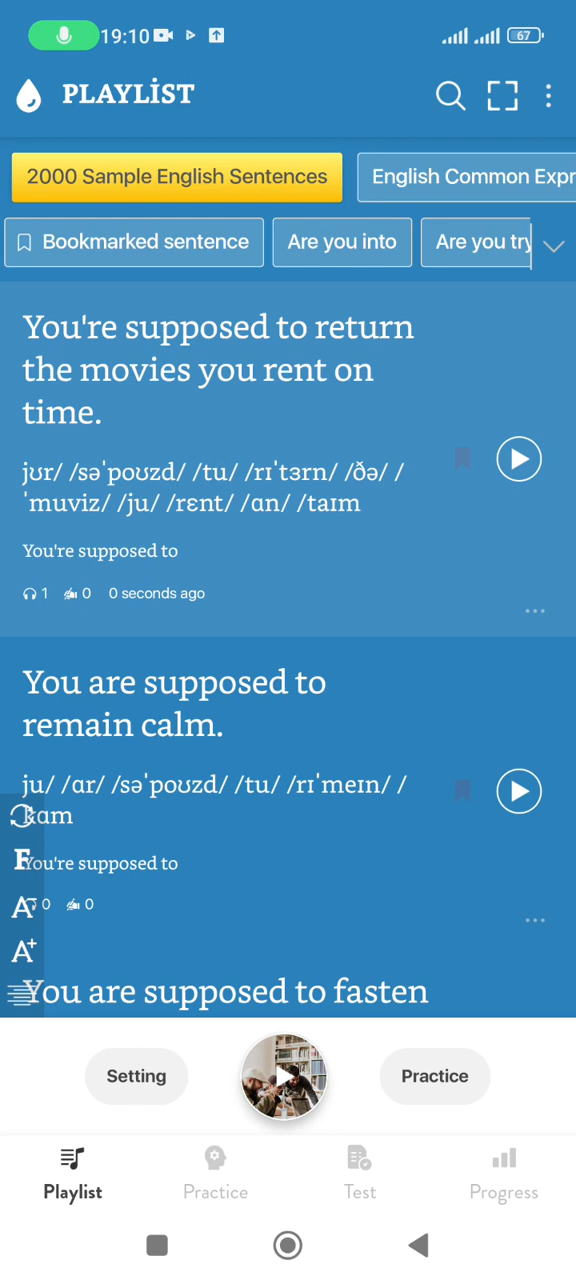 19:10
67
PLAYLİST
2000 Sample English Sentences
English Common Expr
Bookmarked sentence
Are you into
Are you try
You're supposed to return
the movies you rent on
time.
jʊr/ /səˈpoʊzd/ /tu/ /rɪˈtɜrn/ /ðə/ /
ˈmuviz/ /ju/ /rɛnt/ /ɑn/ /taɪm
You're supposed to
1 0 0 seconds ago
You are supposed to
remain calm.
ju/ /ɑr/ /səˈpoʊzd/ /tu/ /rɪˈmeɪn/ /
kɑm
F
You're supposed to
A-
0 0
A+
You are supposed to fasten
Setting
Practice
Playlist
Practice
Test
Progress